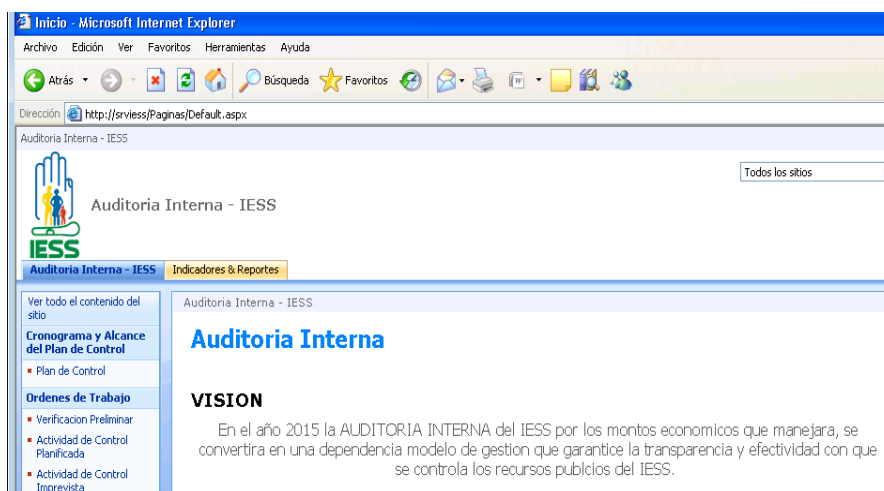 Inicio - Microsoft Internet Explorer
Archivo Edición Ver Favoritos Herramientas Ayuda
Atrás Búsqueda Favoritos
Dirección http://srviess/Paginas/Default.aspx
Auditoria Interna - IESS
Todos los sitios
Auditoria Interna - IESS
IESS
Auditoria Interna - IESS Indicadores & Reportes
Ver todo el contenido del
sitio
Cronograma y Alcance
del Plan de Control
Plan de Control
Ordenes de Trabajo
Verificacion Preliminar
Actividad de Control
Planificada
Actividad de Control
Imprevista
Auditoria Interna - IESS
Auditoria Interna
VISION
En el año 2015 la AUDITORIA INTERNA del IESS por los montos economicos que manejara, se
convertira en una dependencia modelo de gestion que garantice la transparencia y efectividad con que
se controla los recursos publcios del IESS.